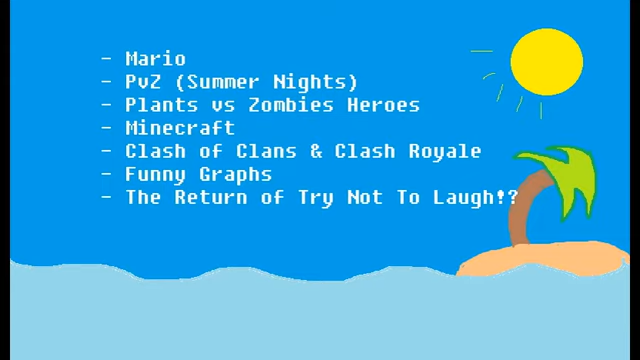 - Mario
- PvZ (Summer Nights)
- Plants vs Zombies Heroes
- Minecraft
- Clash of Clans & Clash Royale
- Funny Graphs
- The Return of Try Not To Laugh!?